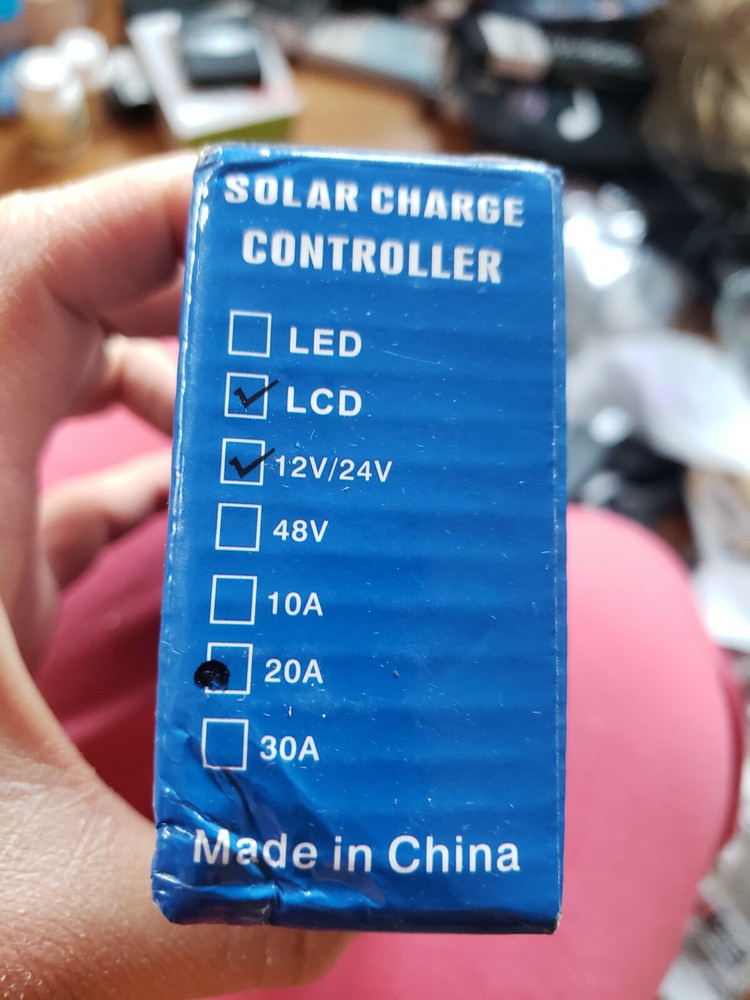 SOLAR CHARGE
CONTROLLER
LED
LCD
12V/24V
48V
10A
20A
30A
Made in China